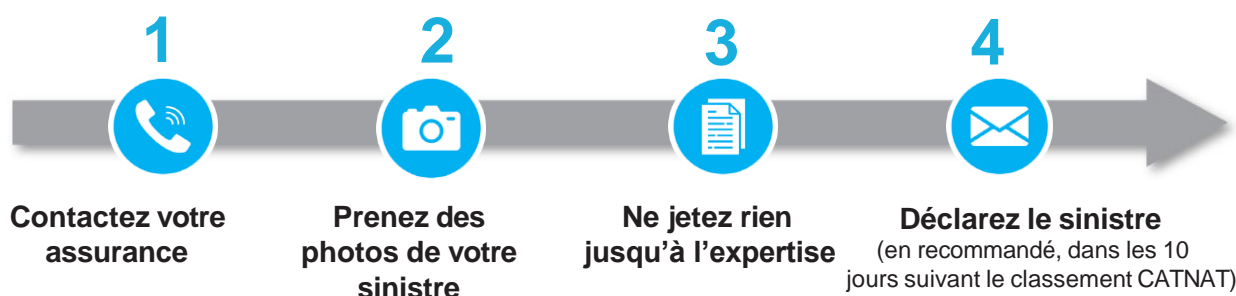 1
2
3
4
Contactez votre
assurance
Prenez des
photos de votre
sinistre
Ne jetez rien
jusqu’à l’expertise
Déclarez le sinistre
(en recommandé, dans les 10
jours suivant le classement CATNAT)